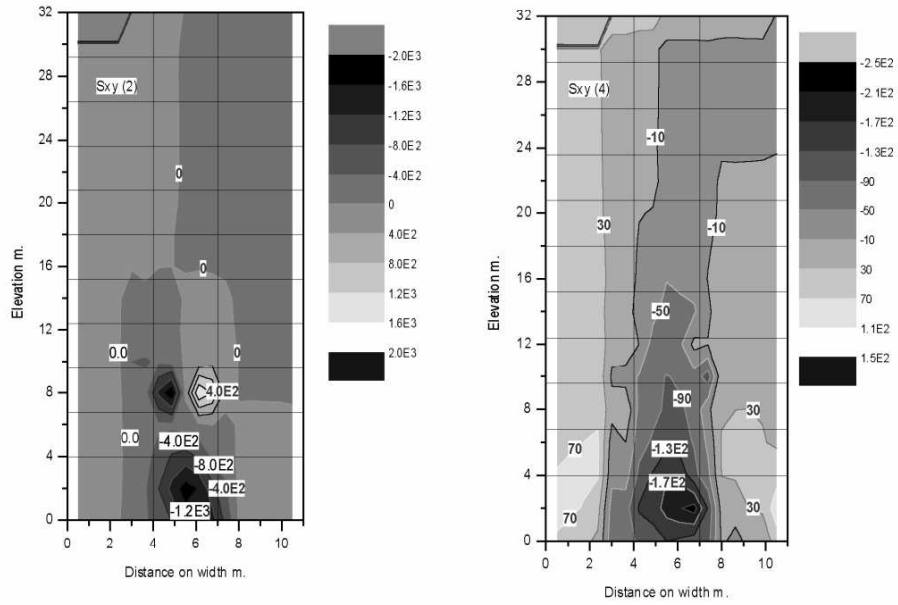 32
28
24
20
16
12
8
4
0
Elevation m.
0
2
4
6
8
10
Distance on width m.
Sxy (2)
0
0
0.0
0
4.0E2
0.0
-4.0E2
-8.0E2
-4.0E2
-1.2E3
-2.0E3
-1.6E3
-1.2E3
-8.0E2
-4.0E2
0
4.0E2
8.0E2
1.2E3
1.6E3
2.0E3
32
28
24
20
16
12
8
4
0
Elevation m.
0
2
4
6
8
10
Distance on width m.
Sxy (4)
-10
30
-10
-50
-90
30
70
-1.3E2
-1.7E2
30
70
-2.5E2
-2.1E2
-1.7E2
-1.3E2
-90
-50
-10
30
70
1.1E2
1.5E2